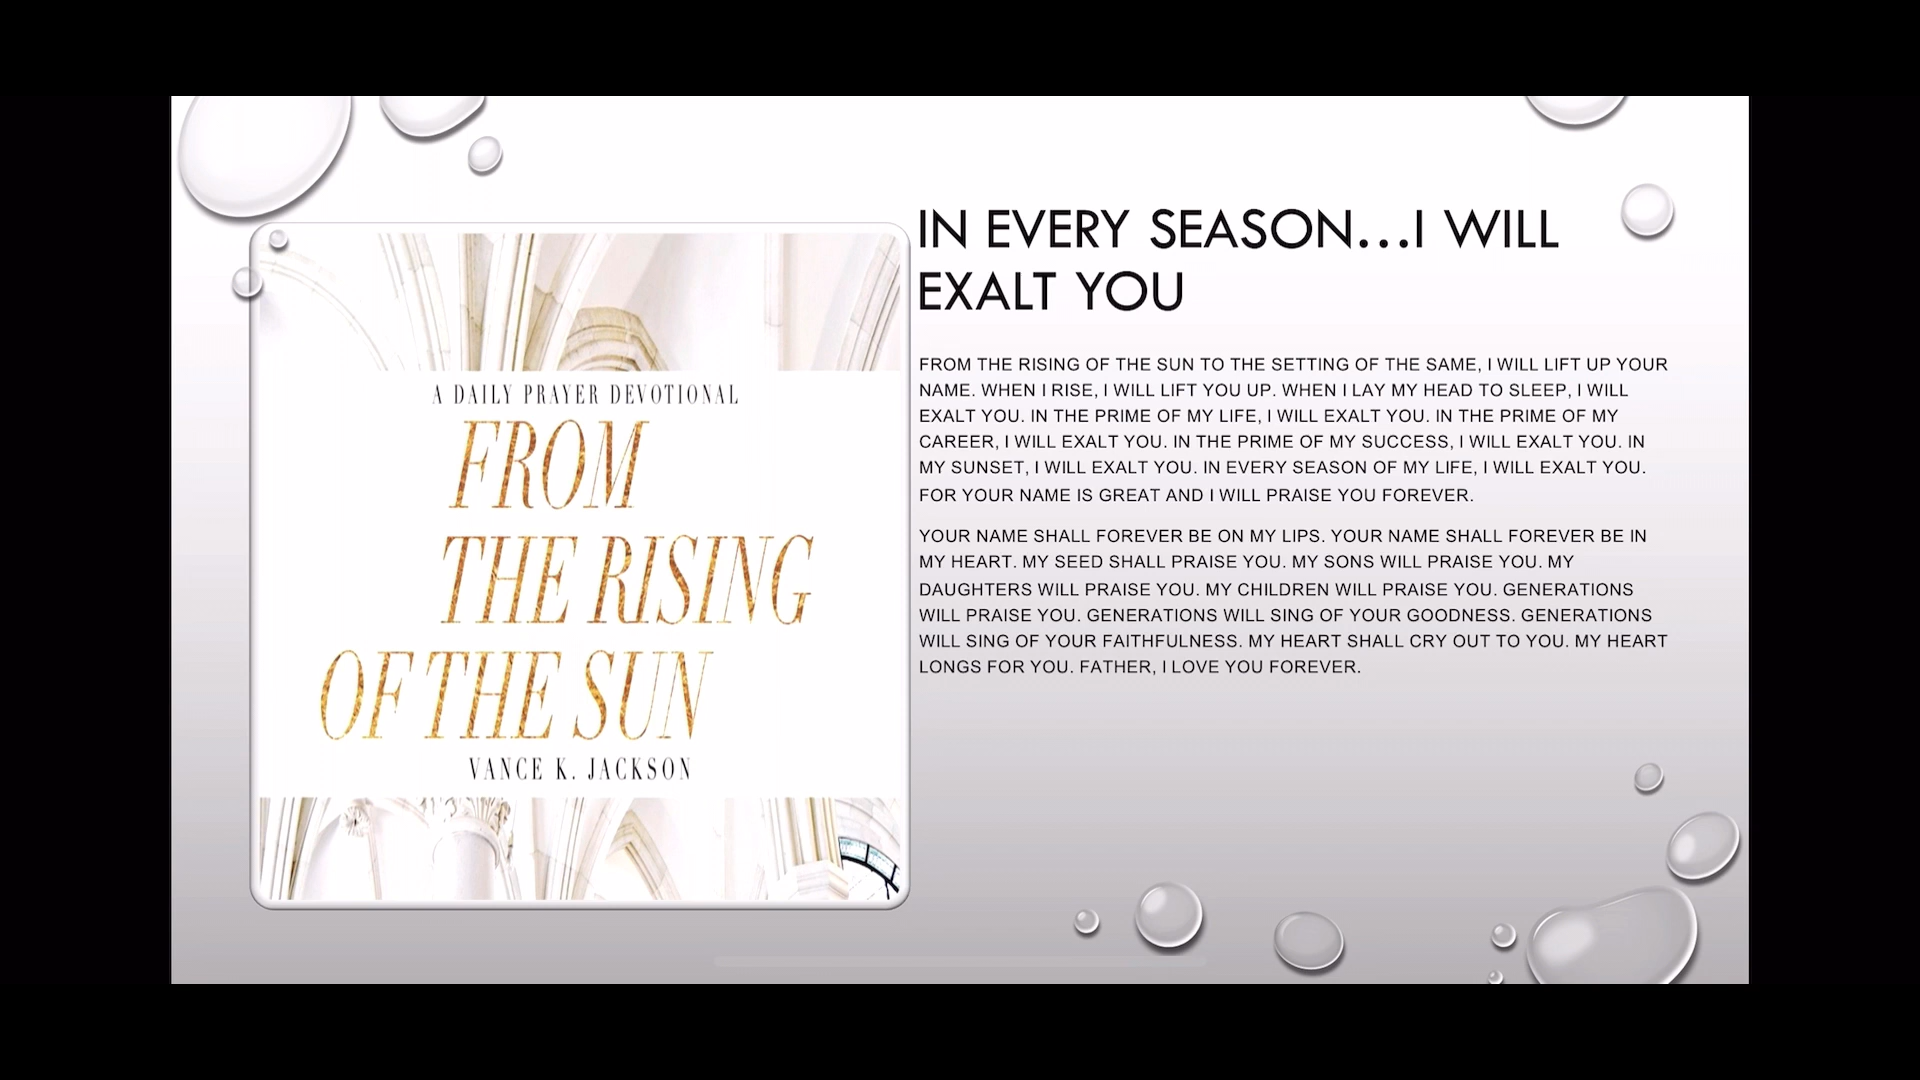 A DAILY PRAYER DEVOTIONAL
FROM
THE RISING
OF THE SUN
VANCE K. JACKSON
IN EVERY SEASON...I WILL
EXALT YOU
FROM THE RISING OF THE SUN TO THE SETTING OF THE SAME, I WILL LIFT UP YOUR
NAME. WHEN I RISE, I WILL LIFT YOU UP. WHEN I LAY MY HEAD TO SLEEP, I WILL
EXALT YOU. IN THE PRIME OF MY LIFE, I WILL EXALT YOU. IN THE PRIME OF MY
CAREER, I WILL EXALT YOU. IN THE PRIME OF MY SUCCESS, I WILL EXALT YOU. IN
MY SUNSET, I WILL EXALT YOU. IN EVERY SEASON OF MY LIFE, I WILL EXALT YOU.
FOR YOUR NAME IS GREAT AND I WILL PRAISE YOU FOREVER.
YOUR NAME SHALL FOREVER BE ON MY LIPS. YOUR NAME SHALL FOREVER BE IN
MY HEART. MY SEED SHALL PRAISE YOU. MY SONS WILL PRAISE YOU. MY
DAUGHTERS WILL PRAISE YOU. MY CHILDREN WILL PRAISE YOU. GENERATIONS
WILL PRAISE YOU. GENERATIONS WILL SING OF YOUR GOODNESS. GENERATIONS
WILL SING OF YOUR FAITHFULNESS. MY HEART SHALL CRY OUT TO YOU. MY HEART
LONGS FOR YOU. FATHER, I LOVE YOU FOREVER.